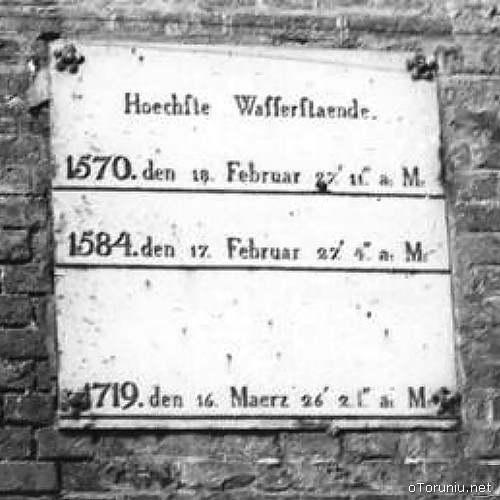 Hoechſte Waſſerſtaende.
1570. den 18. Februar 27' 11" a. M.
1584. den 17. Februar 27' 4" a. M.
1719. den 16. Maerz 26' 2" a. M.
oToruniu.net